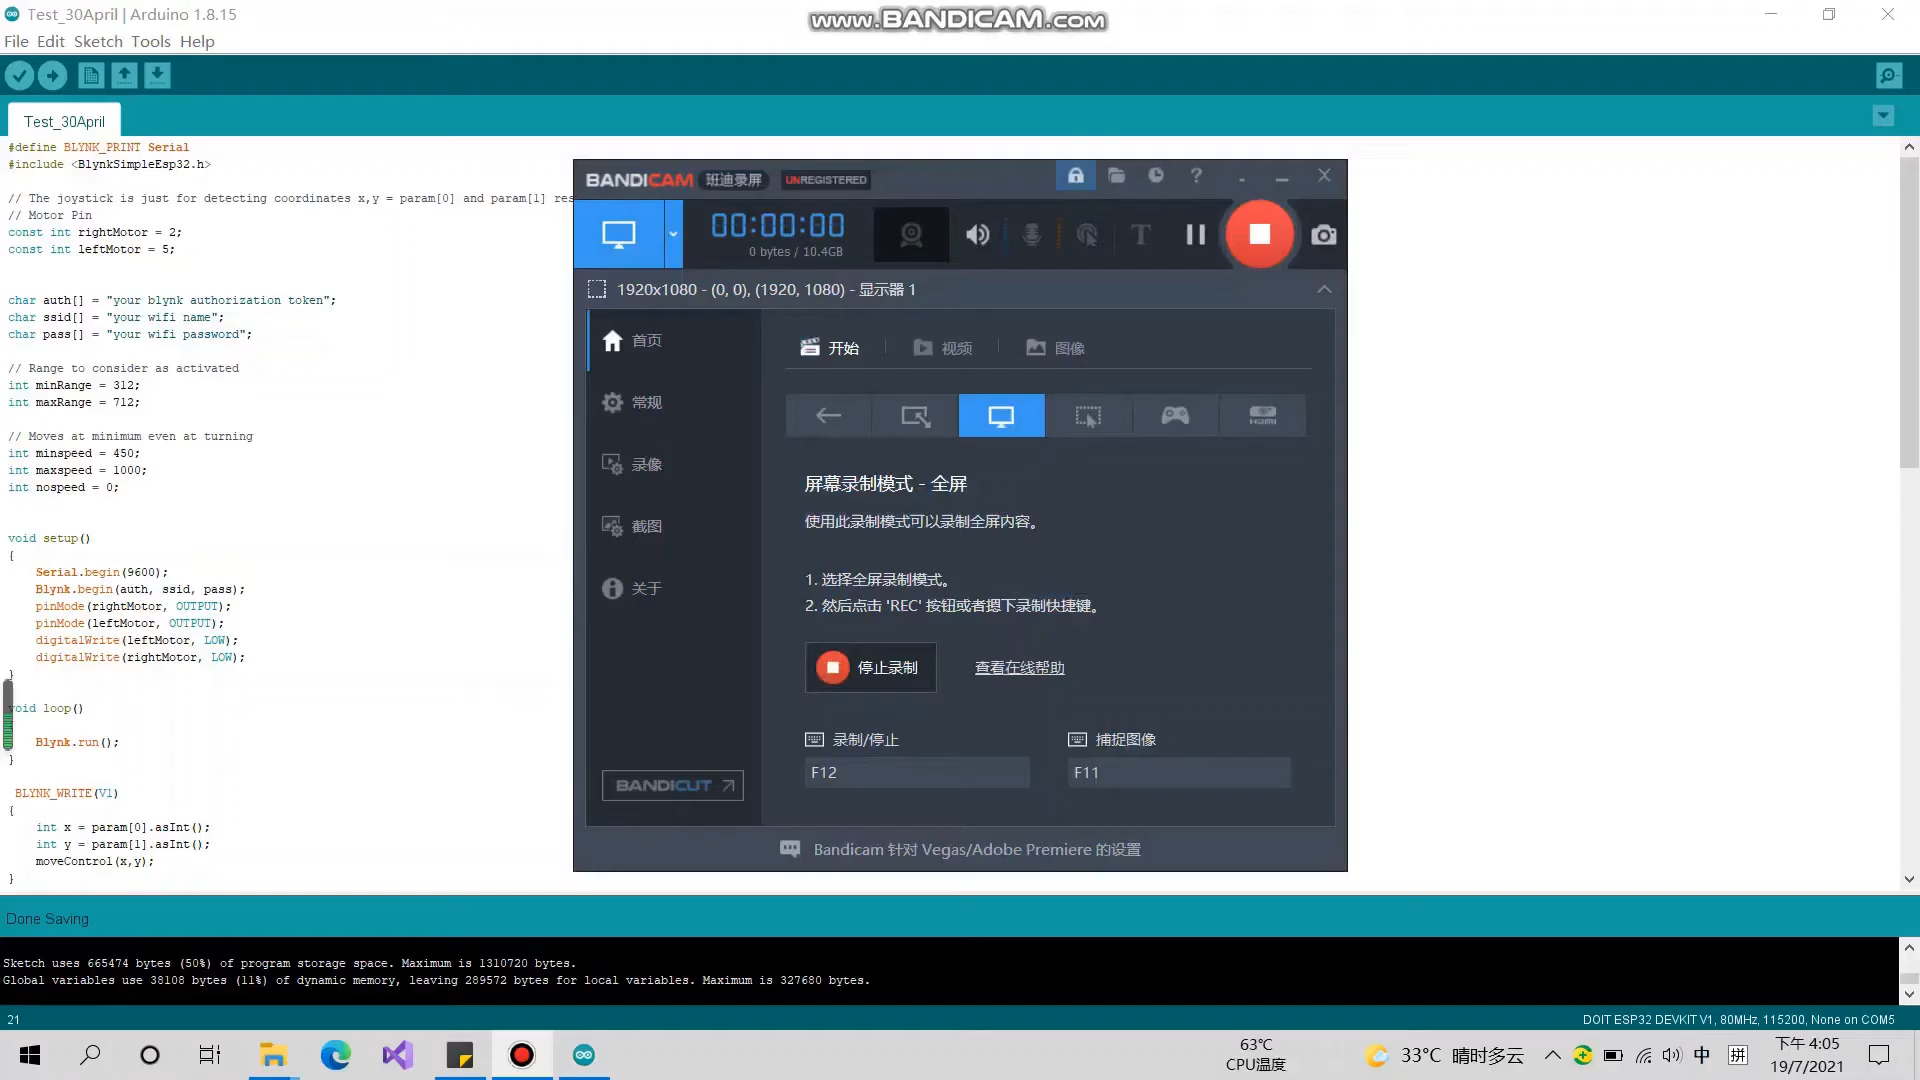 Test_30April | Arduino 1.8.15
www.BANDICAM.com
File Edit Sketch Tools Help
Test_30April
#define BLYNK_PRINT Serial
#include <BlynkSimpleEsp32.h>
// The joystick is just for detecting coordinates x,y = param[0] and param[1] res
// Motor Pin
const int rightMotor = 2;
const int leftMotor = 5;
char auth[] = "your blynk authorization token";
char ssid[] = "your wifi name";
char pass[] = "your wifi password";
// Range to consider as activated
int minRange = 312;
int maxRange = 712;
// Moves at minimum even at turning
int minspeed = 450;
int maxspeed = 1000;
int nospeed = 0;
void setup()
{
Serial.begin(9600);
Blynk.begin(auth, ssid, pass);
pinMode(rightMotor, OUTPUT);
pinMode(leftMotor, OUTPUT);
digitalWrite(leftMotor, LOW);
digitalWrite(rightMotor, LOW);
}
void loop()
Blynk.run();
}
BLYNK_WRITE(V1)
{
int x = param[0].asInt();
int y = param[1].asInt();
moveControl(x,y);
}
BANDICAM 班迪录屏 UNREGISTERED
00:00:00
0 bytes / 10.4GB
1920x1080 - (0, 0), (1920, 1080) - 显示器 1
首页
常规
录像
截图
关于
BANDICUT
开始 视频 图像
HDMI
屏幕录制模式 - 全屏
使用此录制模式可以录制全屏内容。
1. 选择全屏录制模式。
2. 然后点击 'REC' 按钮或者摁下录制快捷键。
停止录制 查看在线帮助
录制/停止 捕捉图像
F12 F11
Bandicam 针对 Vegas/Adobe Premiere 的设置
Done Saving.
Sketch uses 665474 bytes (50%) of program storage space. Maximum is 1310720 bytes.
Global variables use 38108 bytes (11%) of dynamic memory, leaving 289572 bytes for local variables. Maximum is 327680 bytes.
21 DOIT ESP32 DEVKIT V1, 80MHz, 115200, None on COM5
63°C
CPU温度
33°C 晴时多云
中 拼
下午 4:05
19/7/2021